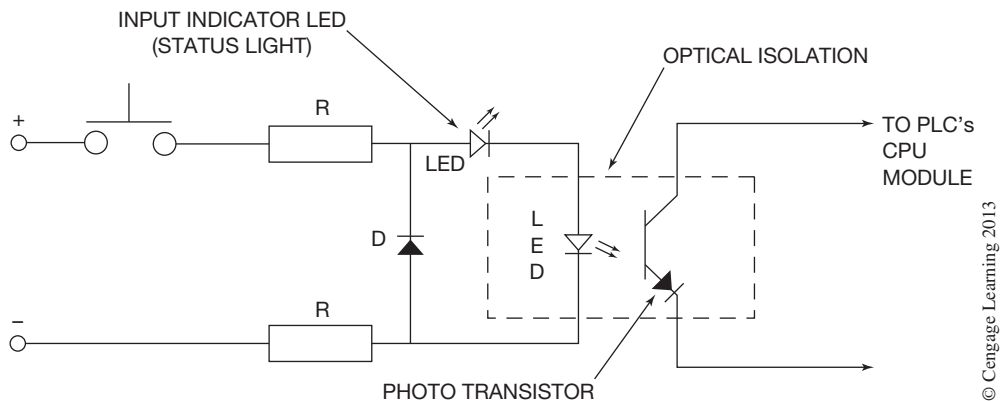 INPUT INDICATOR LED
(STATUS LIGHT)
OPTICAL ISOLATION
+
R
LED
TO PLC's
CPU
MODULE
D
L
E
D
−
R
PHOTO TRANSISTOR
© Cengage Learning 2013